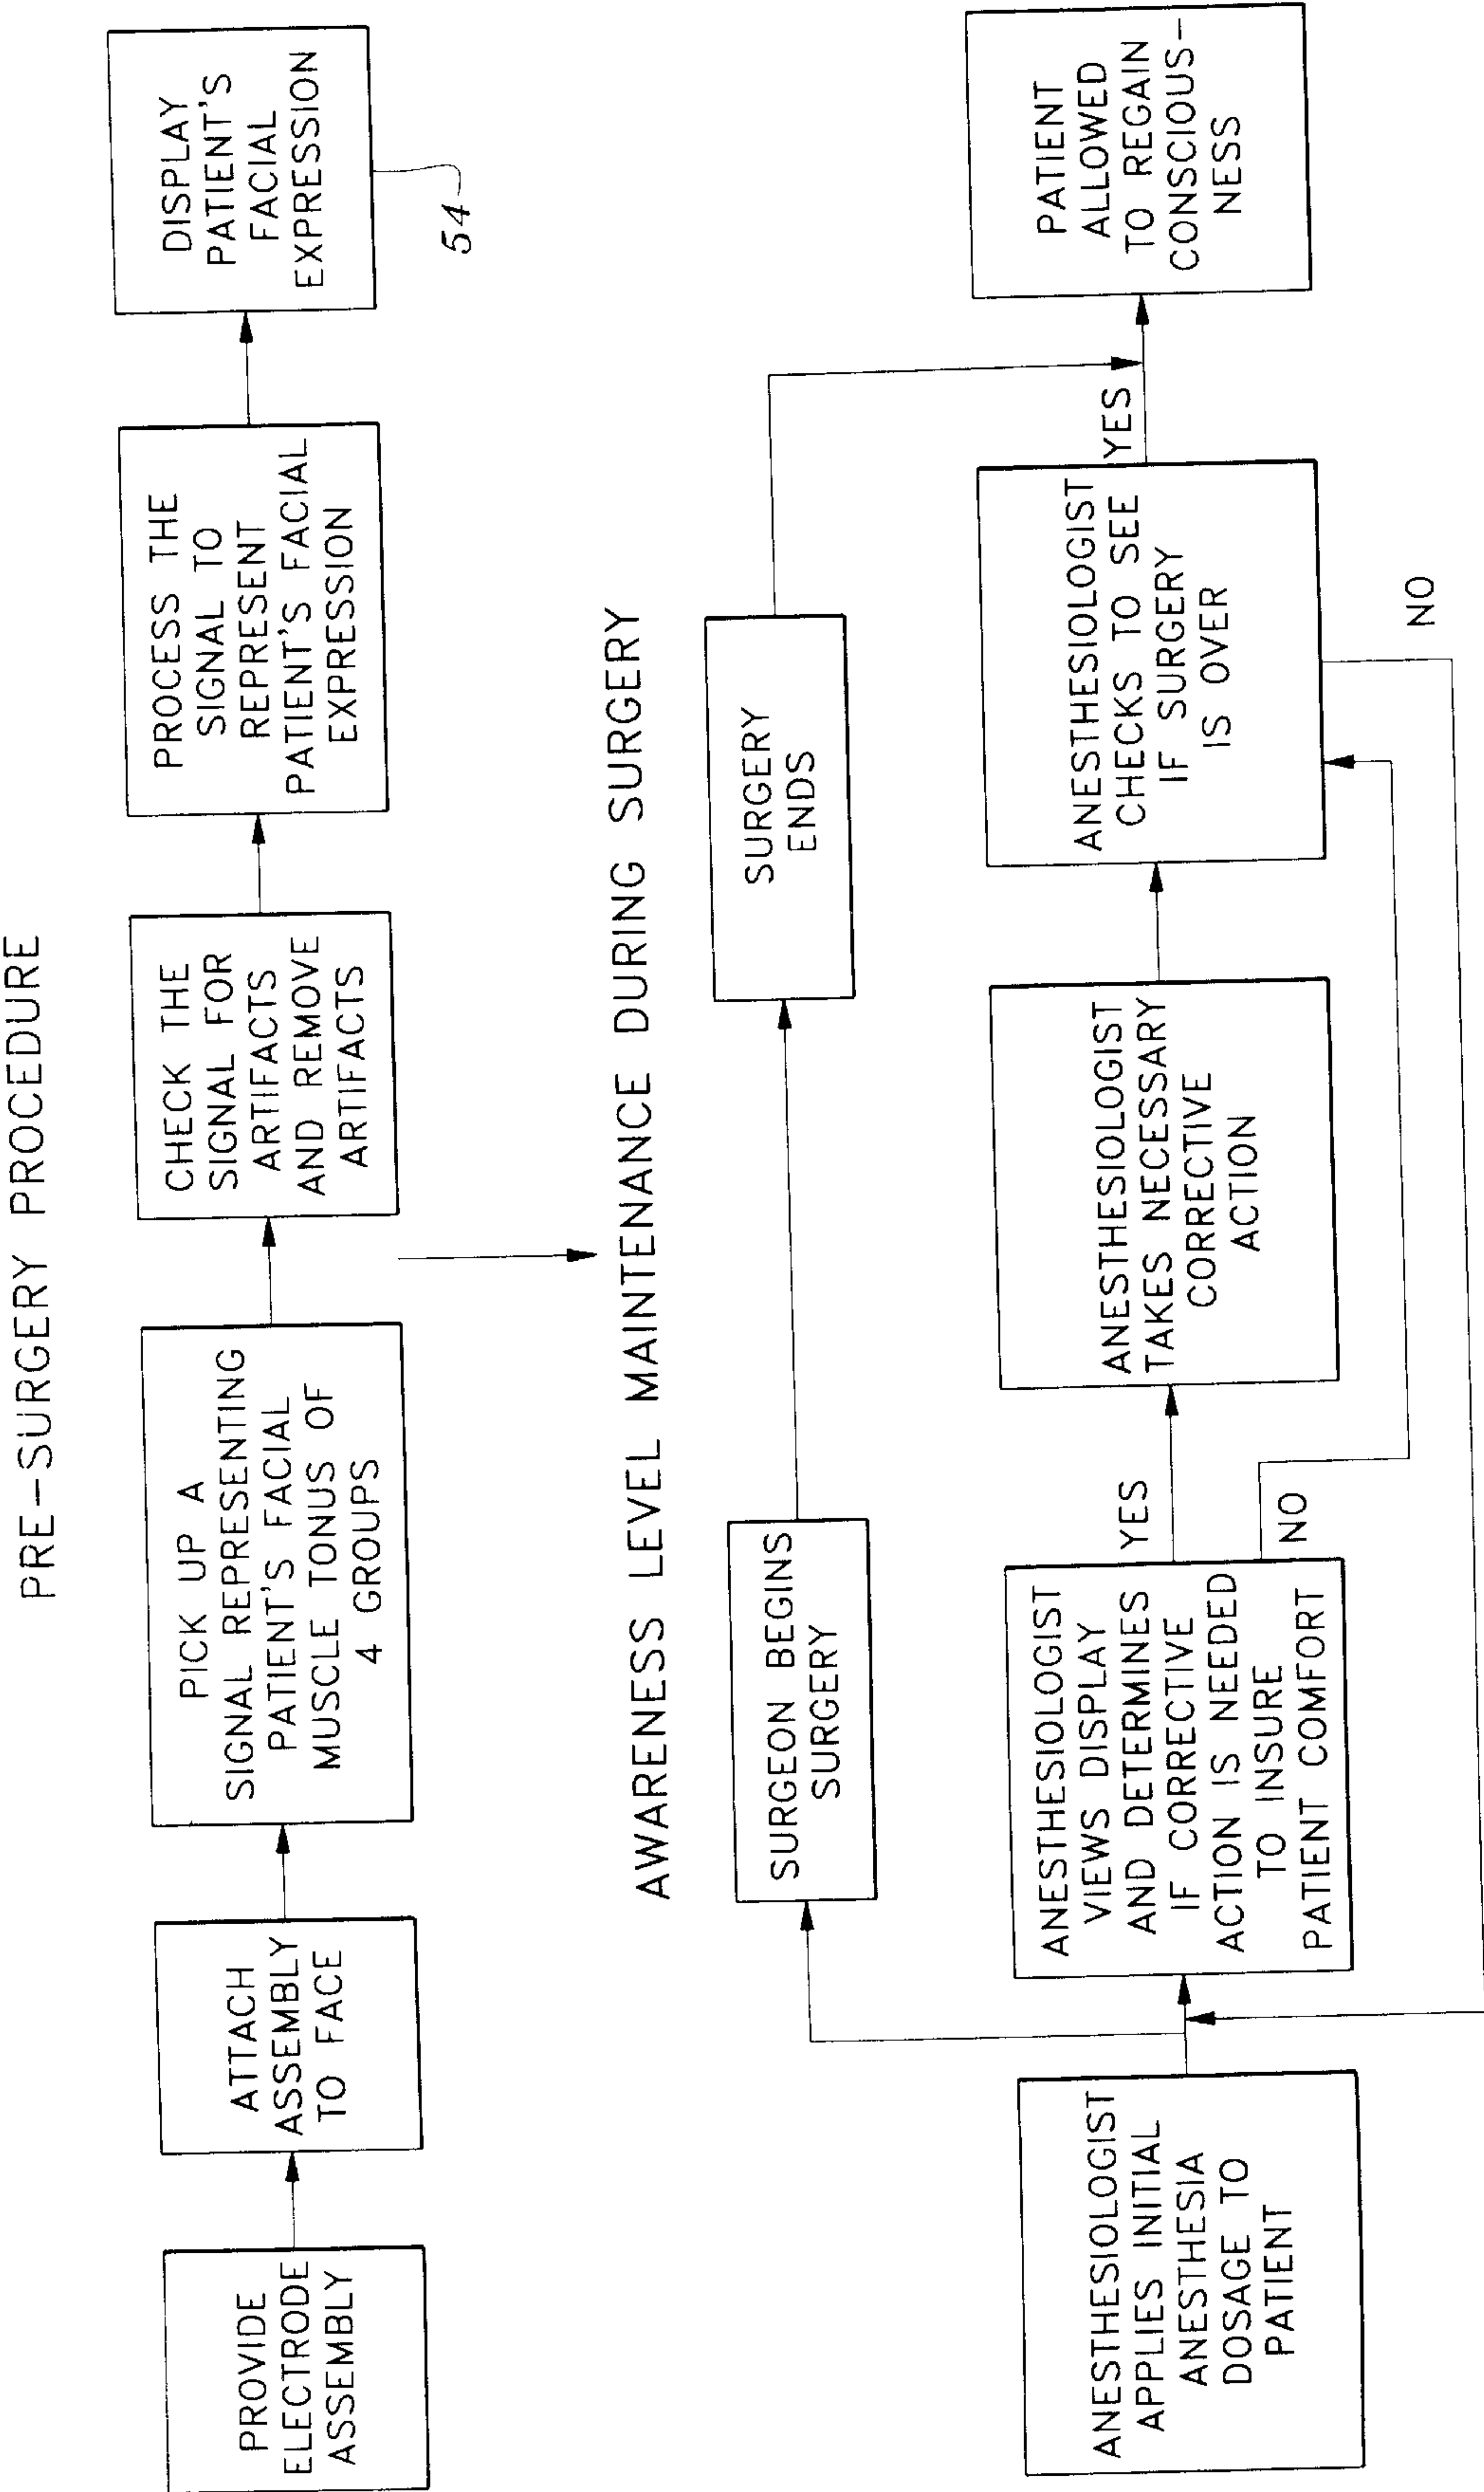 PRE-SURGERY PROCEDURE
PROVIDE
ELECTRODE
ASSEMBLY
ATTACH
ASSEMBLY
TO FACE
PICK UP A
SIGNAL REPRESENTING
PATIENT'S FACIAL
MUSCLE TONUS OF
4 GROUPS
CHECK THE
SIGNAL FOR
ARTIFACTS
AND REMOVE
ARTIFACTS
PROCESS THE
SIGNAL TO
REPRESENT
PATIENT'S FACIAL
EXPRESSION
DISPLAY
PATIENT'S
FACIAL
EXPRESSION
54
AWARENESS LEVEL MAINTENANCE DURING SURGERY
SURGEON BEGINS
SURGERY
SURGERY
ENDS
ANESTHESIOLOGIST
APPLIES INITIAL
ANESTHESIA
DOSAGE TO
PATIENT
ANESTHESIOLOGIST
VIEWS DISPLAY
AND DETERMINES
IF CORRECTIVE
ACTION IS NEEDED
TO INSURE
PATIENT COMFORT
YES
NO
ANESTHESIOLOGIST
TAKES NECESSARY
CORRECTIVE
ACTION
ANESTHESIOLOGIST
CHECKS TO SEE
IF SURGERY
IS OVER
YES
NO
PATIENT
ALLOWED
TO REGAIN
CONSCIOUS-
NESS